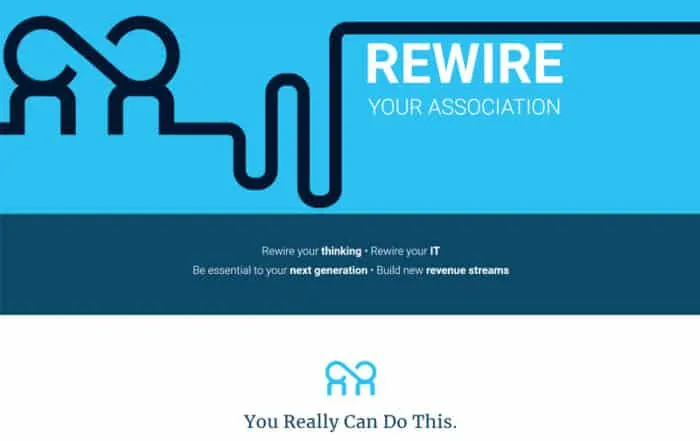 REWIRE
YOUR ASSOCIATION
Rewire your thinking • Rewire your IT
Be essential to your next generation • Build new revenue streams
You Really Can Do This.